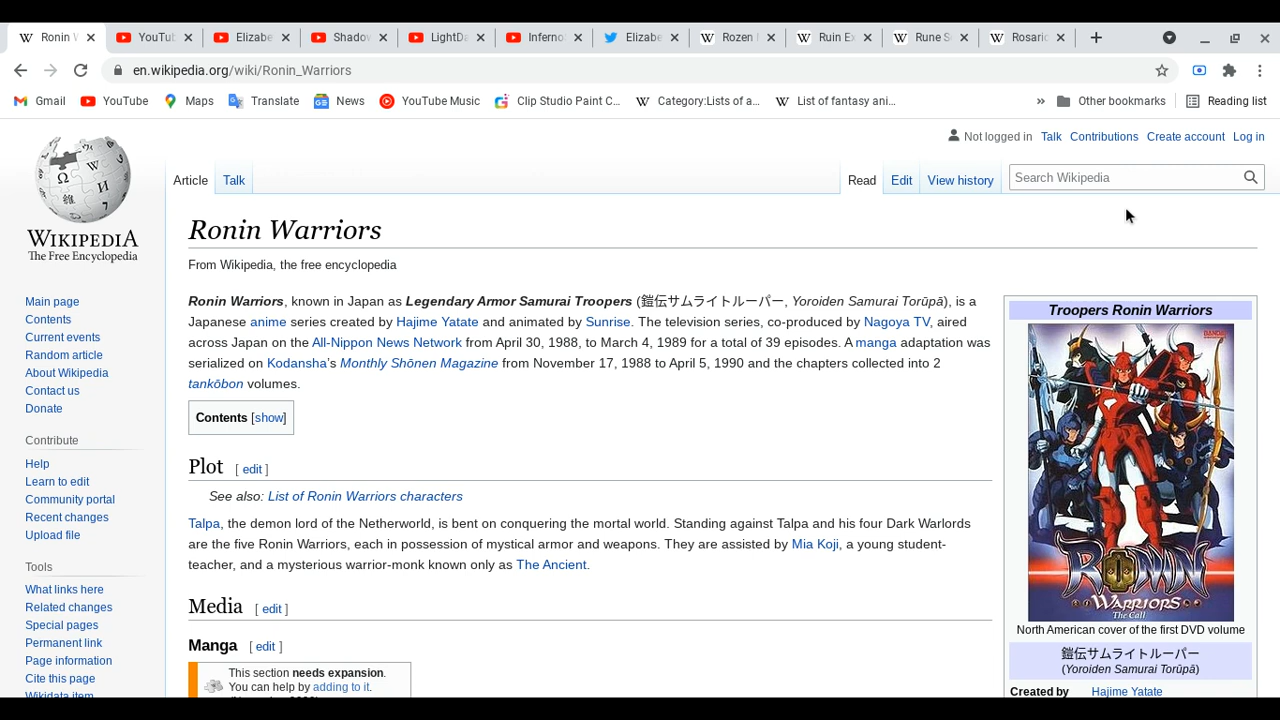 Ronin W
YouTub
Elizabe
Shadow
LightDa
Inferno
Elizabe
Rozen M
Ruin Ex
Rune So
Rosario
en.wikipedia.org/wiki/Ronin_Warriors
Gmail
YouTube
Maps
Translate
News
YouTube Music
Clip Studio Paint C...
Category:Lists of a...
List of fantasy ani...
»
Other bookmarks
Reading list
Not logged in Talk Contributions Create account Log in
Article
Talk
Read
Edit
View history
Search Wikipedia
WIKIPEDIA
The Free Encyclopedia
Main page
Contents
Current events
Random article
About Wikipedia
Contact us
Donate
Contribute
Help
Learn to edit
Community portal
Recent changes
Upload file
Tools
What links here
Related changes
Special pages
Permanent link
Page information
Cite this page
Wikidata item
Ronin Warriors
From Wikipedia, the free encyclopedia
Ronin Warriors, known in Japan as Legendary Armor Samurai Troopers (鎧伝サムライトルーパー, Yoroiden Samurai Torūpā), is a
Japanese anime series created by Hajime Yatate and animated by Sunrise. The television series, co-produced by Nagoya TV, aired
across Japan on the All-Nippon News Network from April 30, 1988, to March 4, 1989 for a total of 39 episodes. A manga adaptation was
serialized on Kodansha's Monthly Shōnen Magazine from November 17, 1988 to April 5, 1990 and the chapters collected into 2
tankōbon volumes.
Contents [show]
Plot [ edit ]
See also: List of Ronin Warriors characters
Talpa, the demon lord of the Netherworld, is bent on conquering the mortal world. Standing against Talpa and his four Dark Warlords
are the five Ronin Warriors, each in possession of mystical armor and weapons. They are assisted by Mia Koji, a young student-
teacher, and a mysterious warrior-monk known only as The Ancient.
Media [ edit ]
Manga [ edit ]
This section needs expansion.
You can help by adding to it.
Troopers Ronin Warriors
BANDAI
RONIN
WARRIORS
The Call
North American cover of the first DVD volume
鎧伝サムライトルーパー
(Yoroiden Samurai Torūpā)
Created by Hajime Yatate